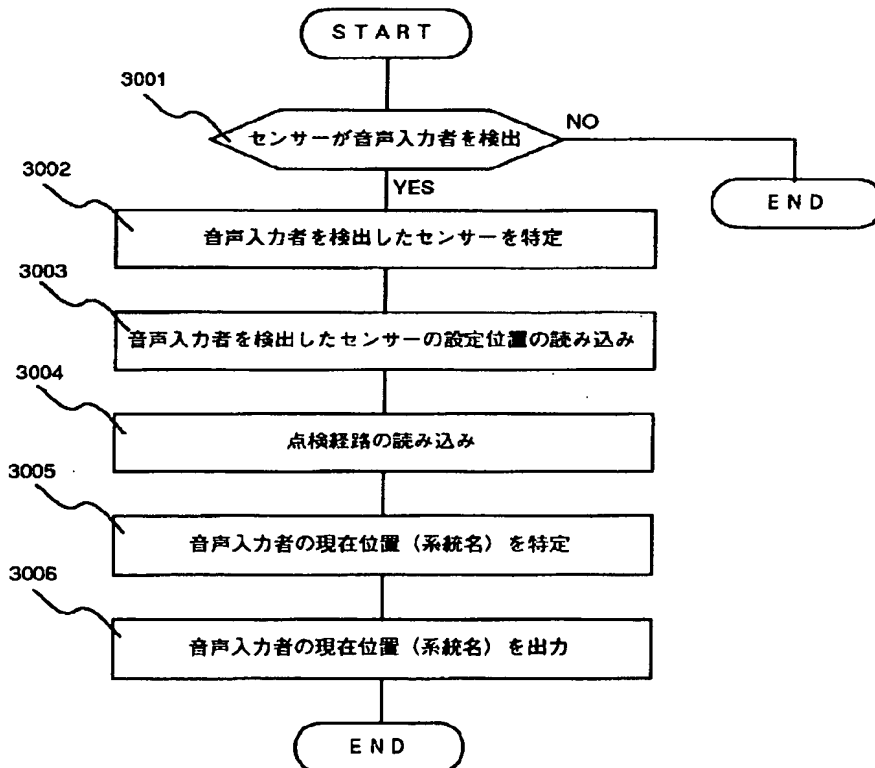 START
3001
センサーが音声入力者を検出
NO
YES
END
3002
音声入力者を検出したセンサーを特定
3003
音声入力者を検出したセンサーの設定位置の読み込み
3004
点検経路の読み込み
3005
音声入力者の現在位置(系統名)を特定
3006
音声入力者の現在位置(系統名)を出力
END